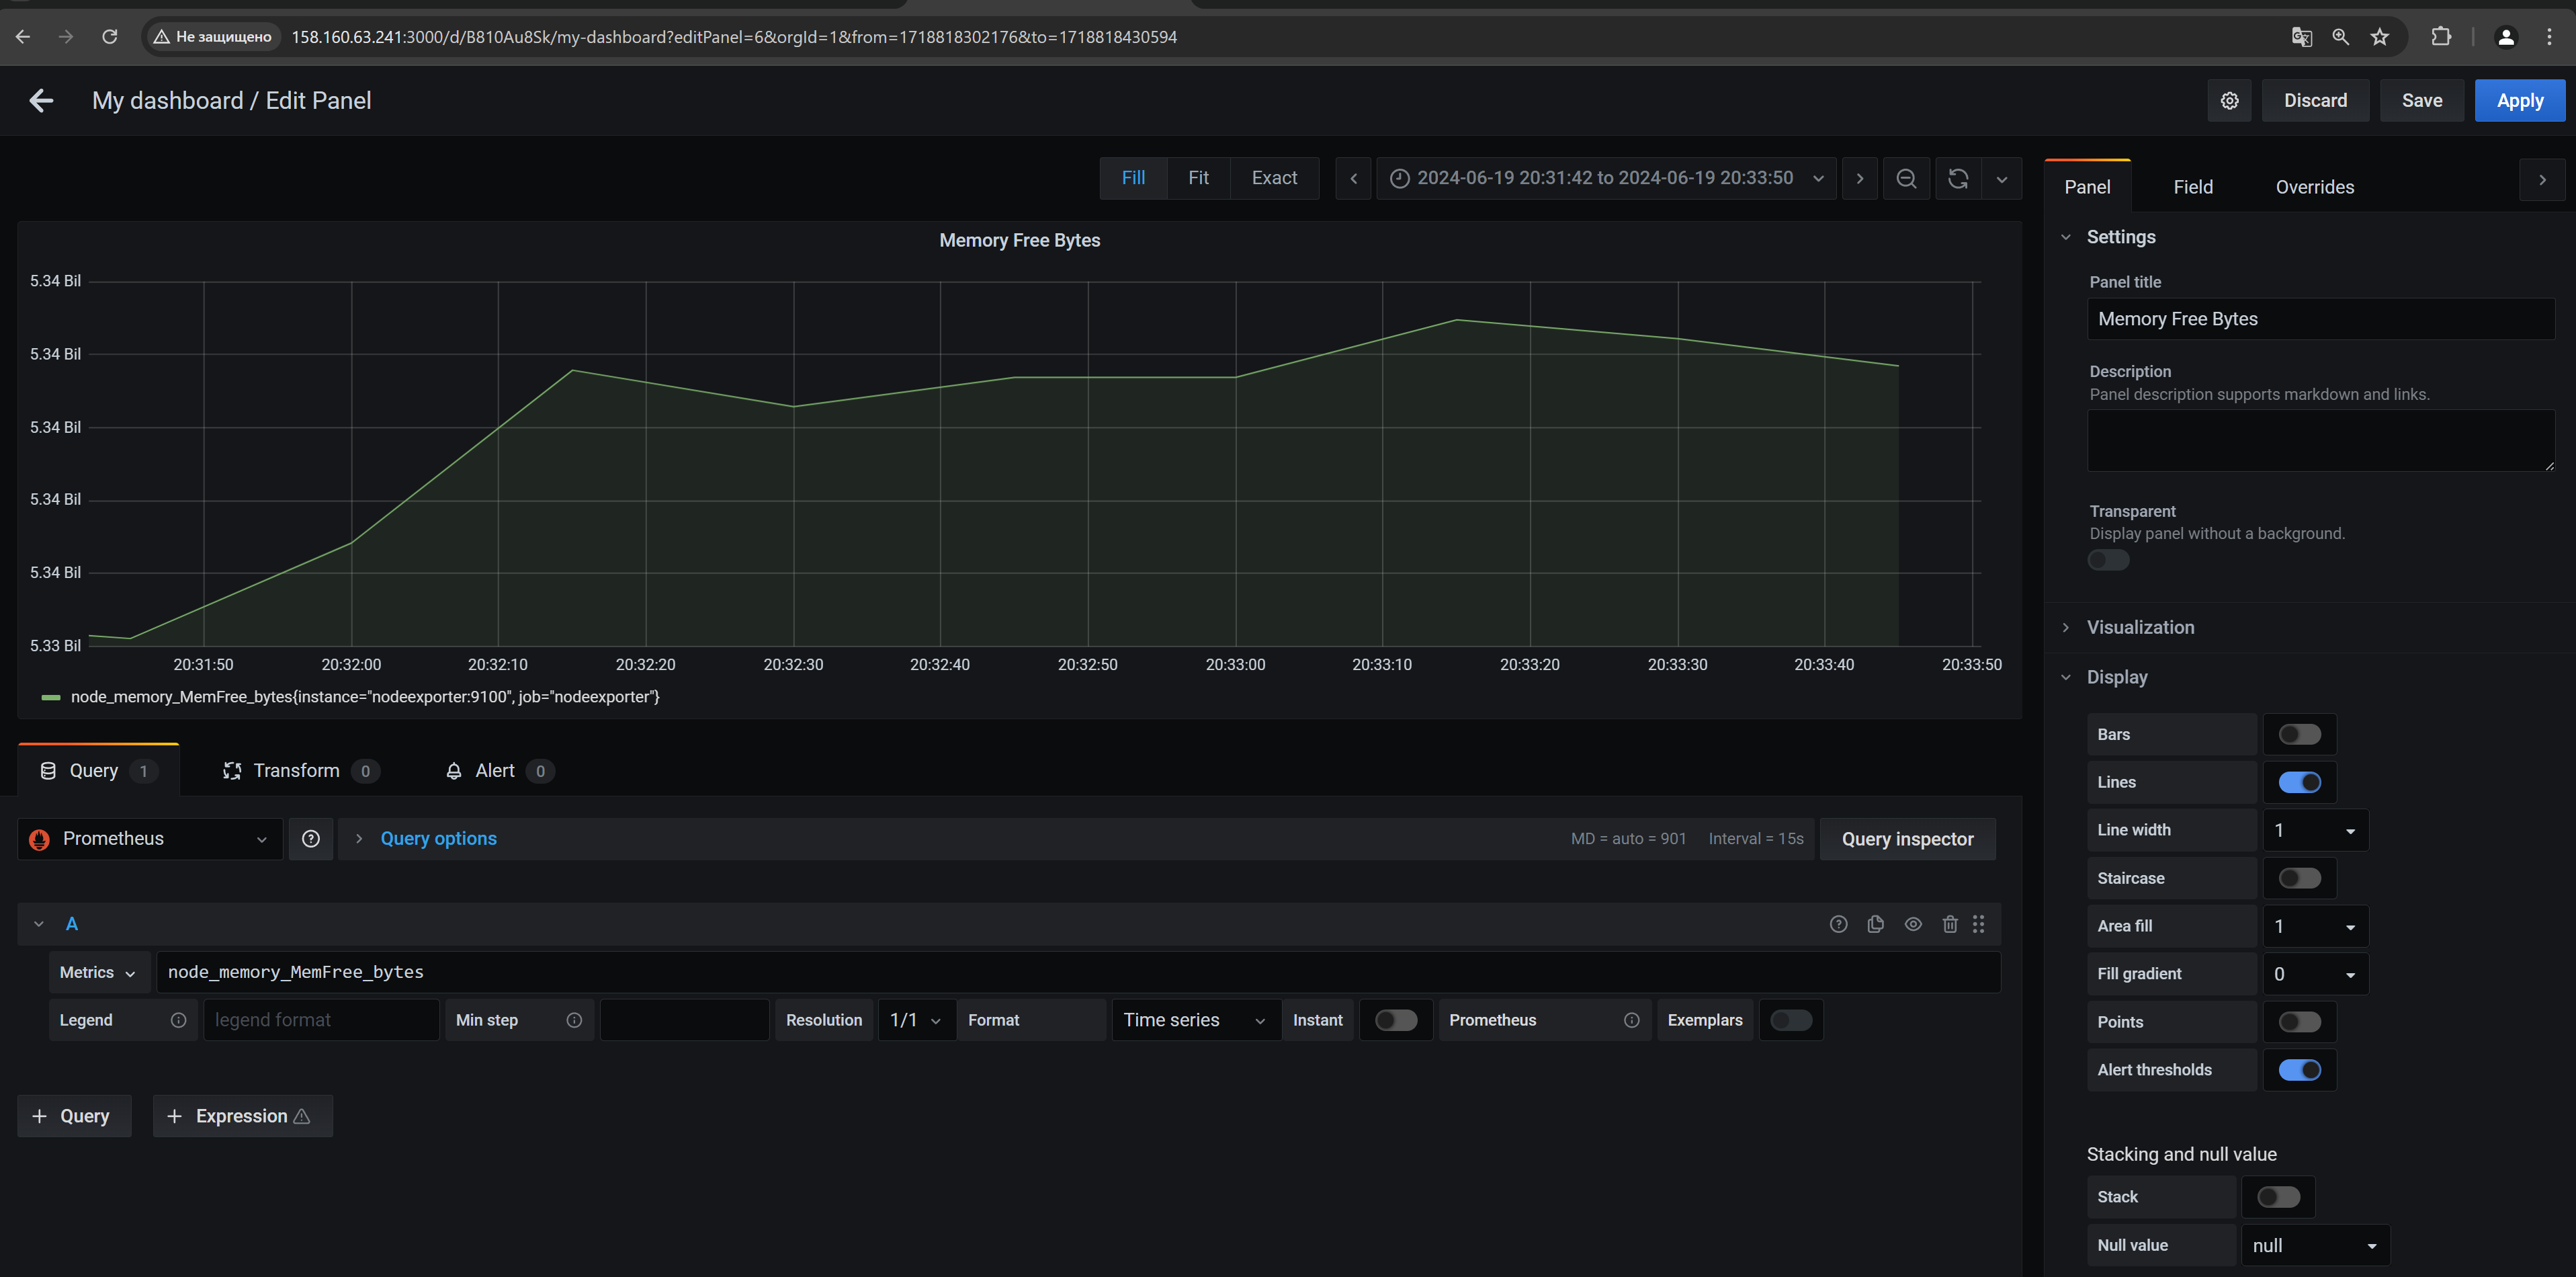 Не защищено 158.160.63.241:3000/d/B810Au8Sk/my-dashboard?editPanel=6&orgId=1&from=1718818302176&to=1718818430594
My dashboard / Edit Panel
Discard Save Apply
Fill Fit Exact 2024-06-19 20:31:42 to 2024-06-19 20:33:50
Memory Free Bytes
5.34 Bil
5.34 Bil
5.34 Bil
5.34 Bil
5.34 Bil
5.33 Bil
20:31:50 20:32:00 20:32:10 20:32:20 20:32:30 20:32:40 20:32:50 20:33:00 20:33:10 20:33:20 20:33:30 20:33:40 20:33:50
node_memory_MemFree_bytes{instance="nodeexporter:9100", job="nodeexporter"}
Query 1 Transform 0 Alert 0
Prometheus Query options MD = auto = 901 Interval = 15s Query inspector
A
Metrics node_memory_MemFree_bytes
Legend legend format Min step Resolution 1/1 Format Time series Instant Prometheus Exemplars
+ Query + Expression
Panel Field Overrides
Settings
Panel title
Memory Free Bytes
Description
Panel description supports markdown and links.
Transparent
Display panel without a background.
Visualization
Display
Bars
Lines
Line width 1
Staircase
Area fill 1
Fill gradient 0
Points
Alert thresholds
Stacking and null value
Stack
Null value null